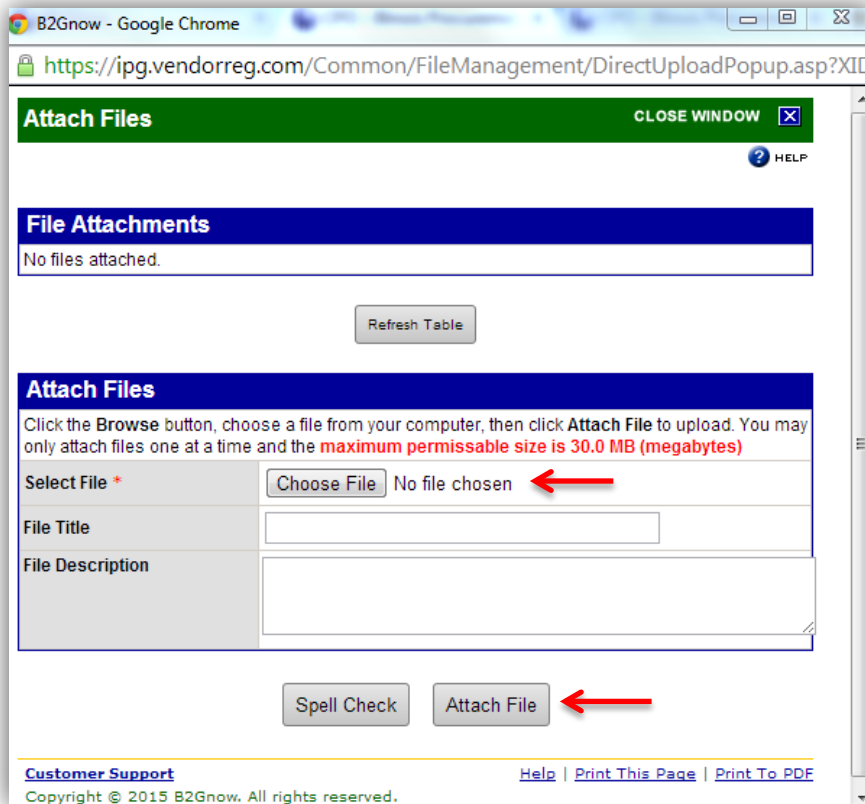 B2Gnow - Google Chrome
https://ipg.vendorreg.com/Common/FileManagement/DirectUploadPopup.asp?XID
Attach Files CLOSE WINDOW
HELP
File Attachments
No files attached.
Refresh Table
Attach Files
Click the Browse button, choose a file from your computer, then click Attach File to upload. You may
only attach files one at a time and the maximum permissable size is 30.0 MB (megabytes)
Select File * Choose File No file chosen
File Title
File Description
Spell Check Attach File
Customer Support Help | Print This Page | Print To PDF
Copyright © 2015 B2Gnow. All rights reserved.